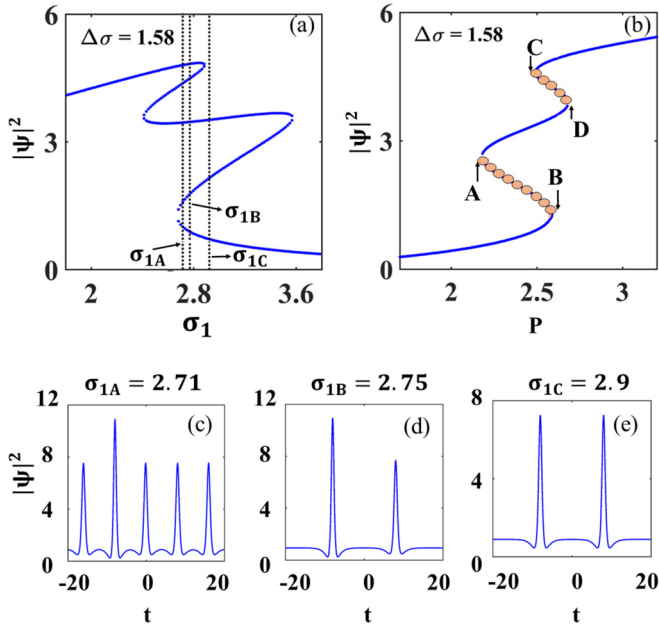 Δσ = 1.58 (a)
6
3
0
|ψ|²
σ1A
σ1B
σ1C
2 2.8 3.6
σ1
Δσ = 1.58 (b)
6
3
0
|ψ|²
C
D
A
B
2 2.5 3
P
σ1A = 2.71
12
8
4
0
|ψ|²
(c)
-20 0 20
t
σ1B = 2.75
12
8
4
0
(d)
-20 0 20
t
σ1C = 2.9
8
4
0
(e)
-20 0 20
t